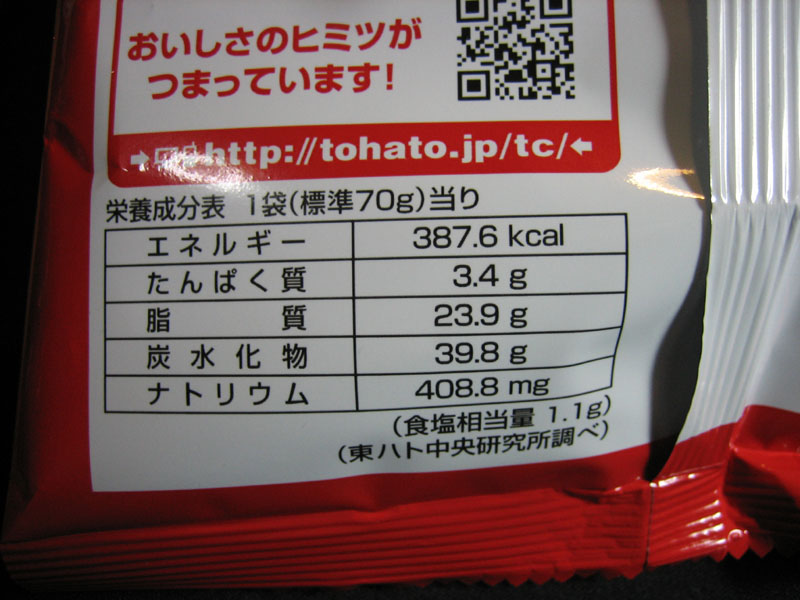 おいしさのヒミツが
つまっています!
http://tohato.jp/tc/
栄養成分表 1袋(標準70g)当り
エネルギー 387.6 kcal
たんぱく質 3.4 g
脂質 23.9 g
炭水化物 39.8 g
ナトリウム 408.8 mg
(食塩相当量 1.1g)
(東ハト中央研究所調べ)